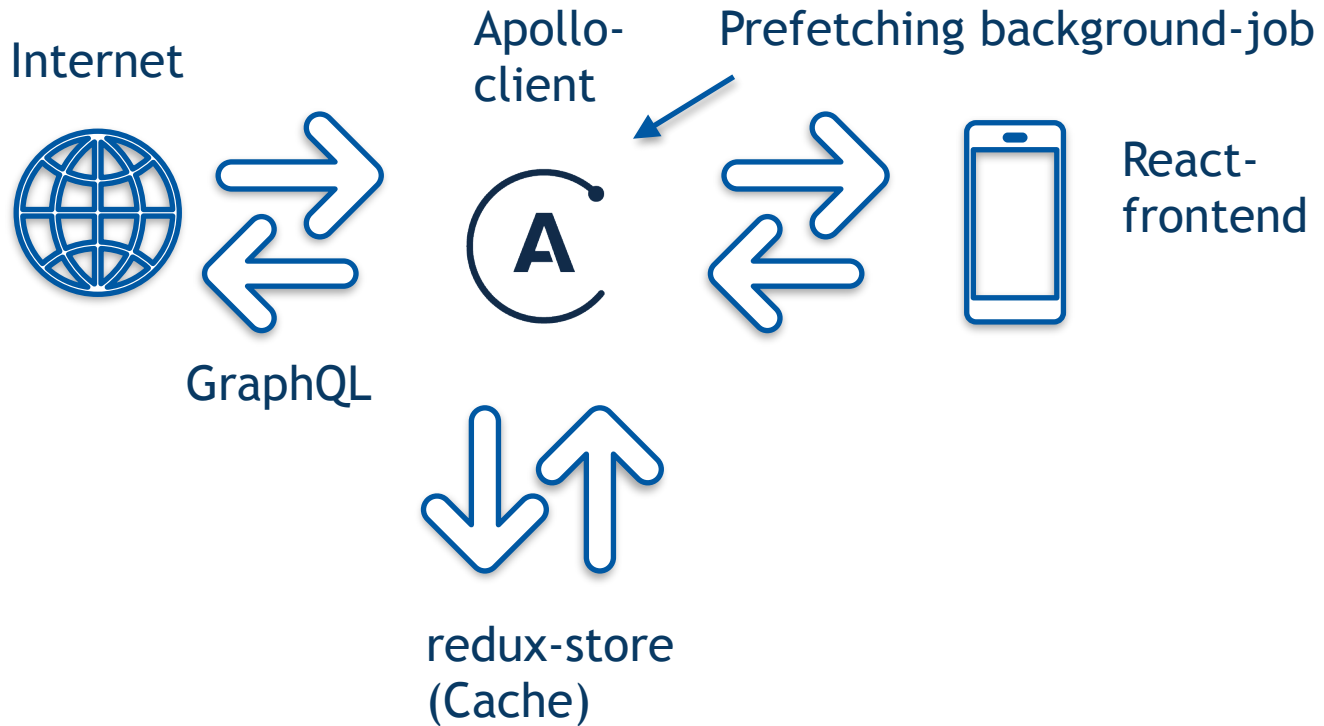 Internet
Apollo-
client
Prefetching background-job
A
React-
frontend
GraphQL
redux-store
(Cache)